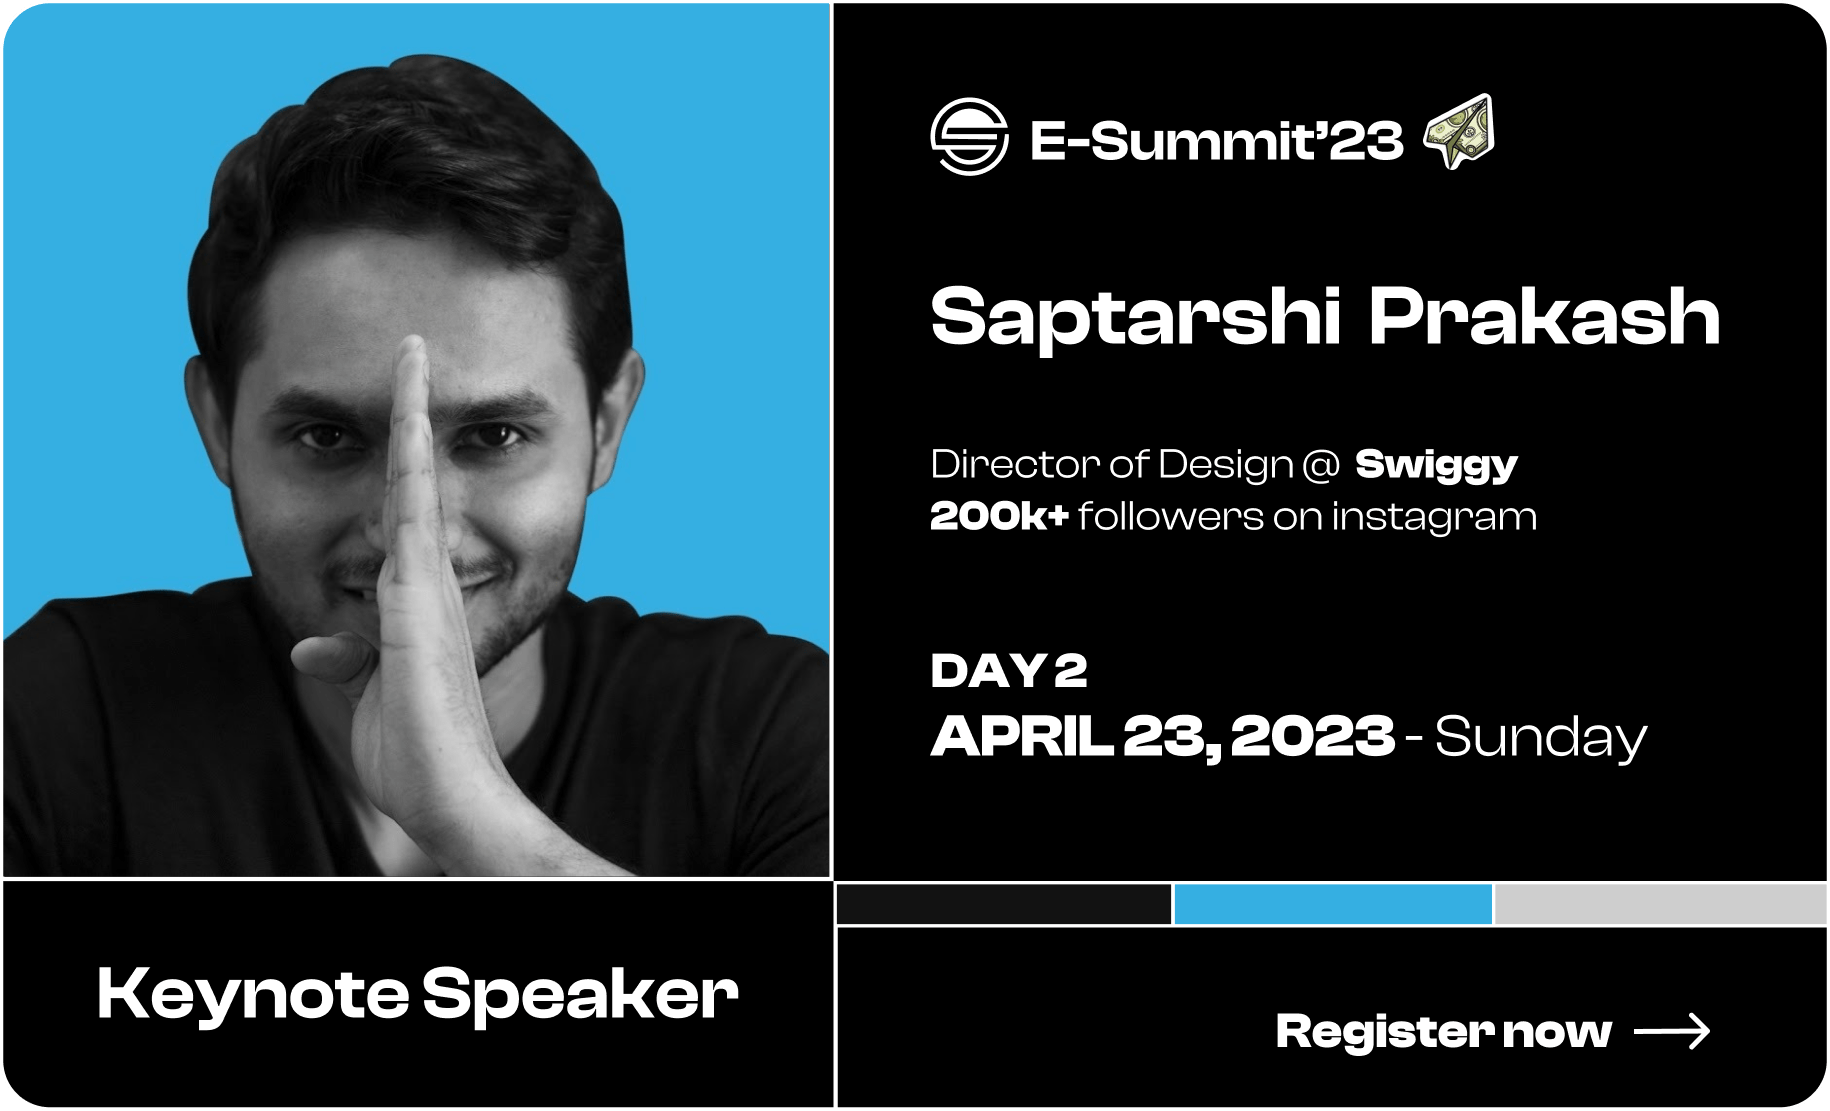 E-Summit’23
Saptarshi Prakash
Director of Design @ Swiggy
200k+ followers on instagram
DAY 2
APRIL 23, 2023 - Sunday
Keynote Speaker
Register now